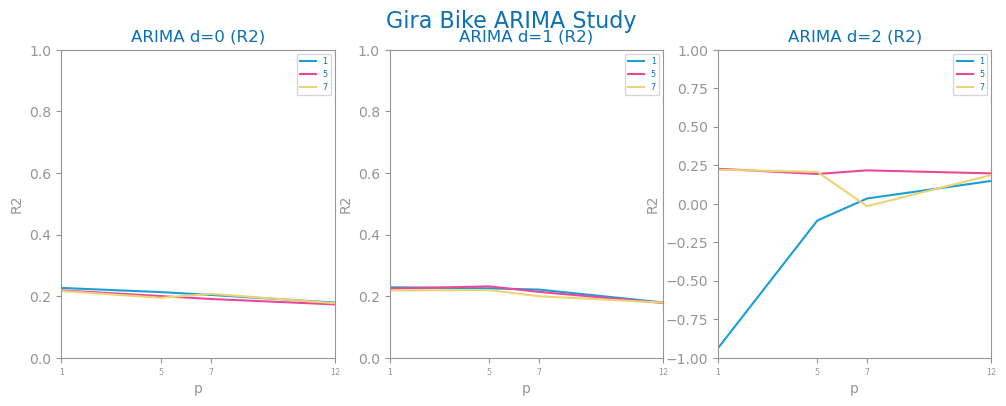 Gira Bike ARIMA Study
ARIMA d=0 (R2)
1.0
0.8
0.6
0.4
0.2
0.0
R2
1
5
7
1 5 7 12
p
ARIMA d=1 (R2)
1.0
0.8
0.6
0.4
0.2
0.0
R2
1
5
7
1 5 7 12
p
ARIMA d=2 (R2)
1.00
0.75
0.50
0.25
0.00
−0.25
−0.50
−0.75
−1.00
R2
1
5
7
1 5 7 12
p